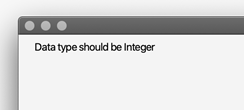 Data type should be Integer